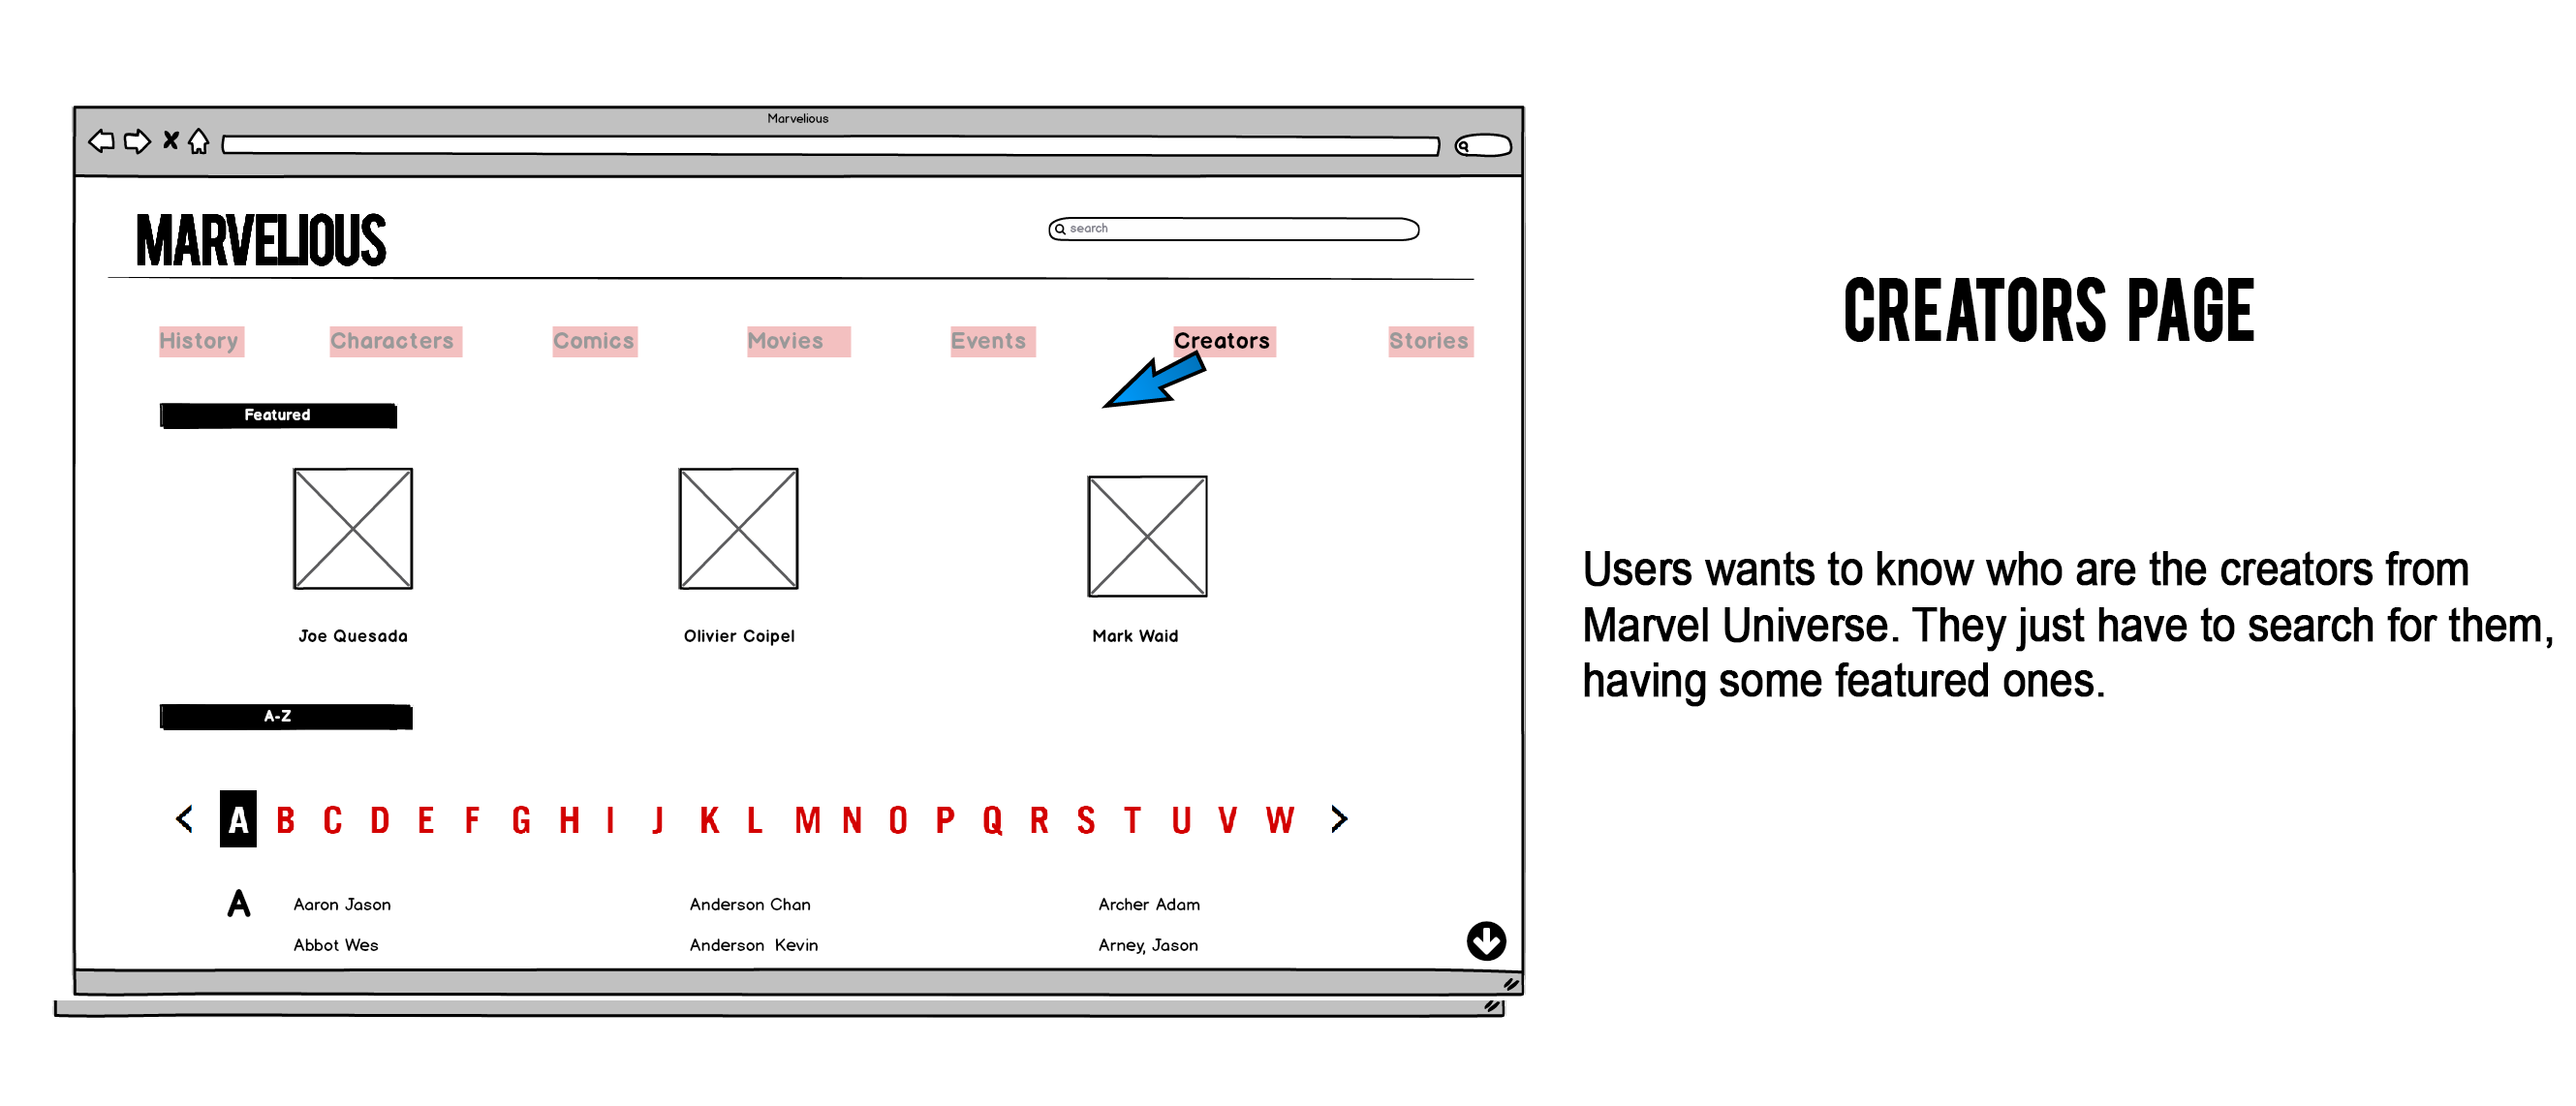 Marvelious
MARVELIOUS
search
History Characters Comics Movies Events Creators Stories
Featured
Joe Quesada Olivier Coipel Mark Waid
A-Z
< A B C D E F G H I J K L M N O P Q R S T U V W >
A Aaron Jason Anderson Chan Archer Adam
Abbot Wes Anderson Kevin Arney, Jason
CREATORS PAGE
Users wants to know who are the creators from
Marvel Universe. They just have to search for them,
having some featured ones.